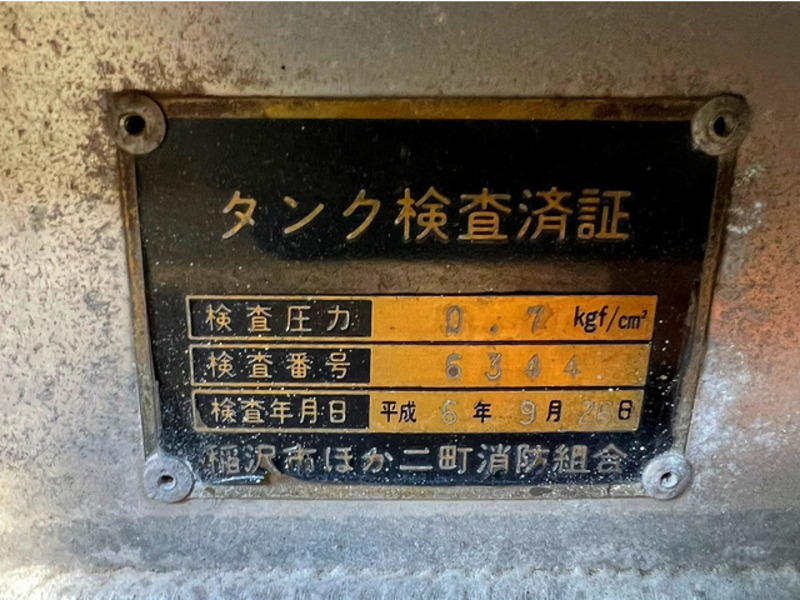 タンク検査済証
検査圧力 0.7 kgf/cm²
検査番号 6344
検査年月日 平成 6年 9月 26日
稲沢市ほか二町消防組合